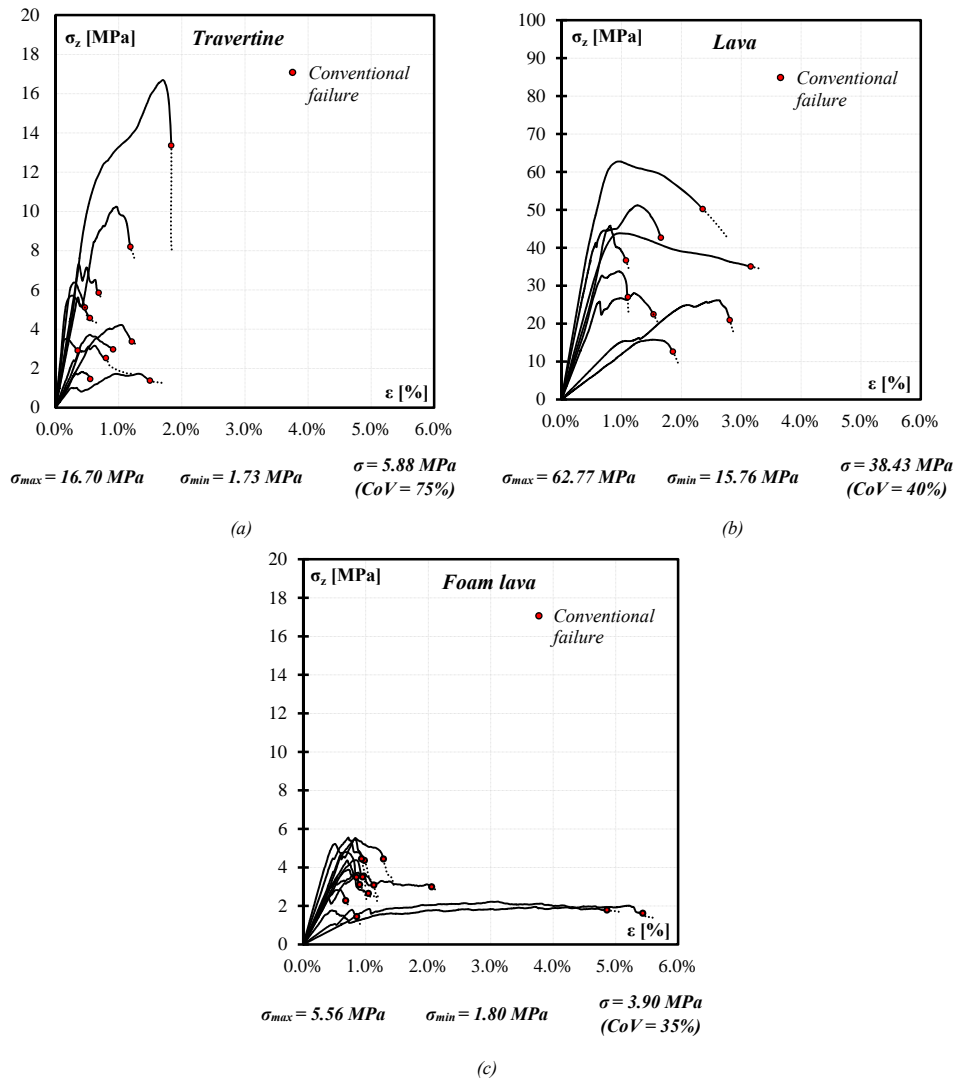 σz [MPa]
Travertine
Conventional
failure
20
18
16
14
12
10
8
6
4
2
0
ε [%]
0.0% 1.0% 2.0% 3.0% 4.0% 5.0% 6.0%
σmax = 16.70 MPa σmin = 1.73 MPa σ = 5.88 MPa
(CoV = 75%)
(a)
σz [MPa]
Lava
Conventional
failure
100
90
80
70
60
50
40
30
20
10
0
ε [%]
0.0% 1.0% 2.0% 3.0% 4.0% 5.0% 6.0%
σmax = 62.77 MPa σmin = 15.76 MPa σ = 38.43 MPa
(CoV = 40%)
(b)
σz [MPa]
Foam lava
Conventional
failure
20
18
16
14
12
10
8
6
4
2
0
ε [%]
0.0% 1.0% 2.0% 3.0% 4.0% 5.0% 6.0%
σmax = 5.56 MPa σmin = 1.80 MPa σ = 3.90 MPa
(CoV = 35%)
(c)